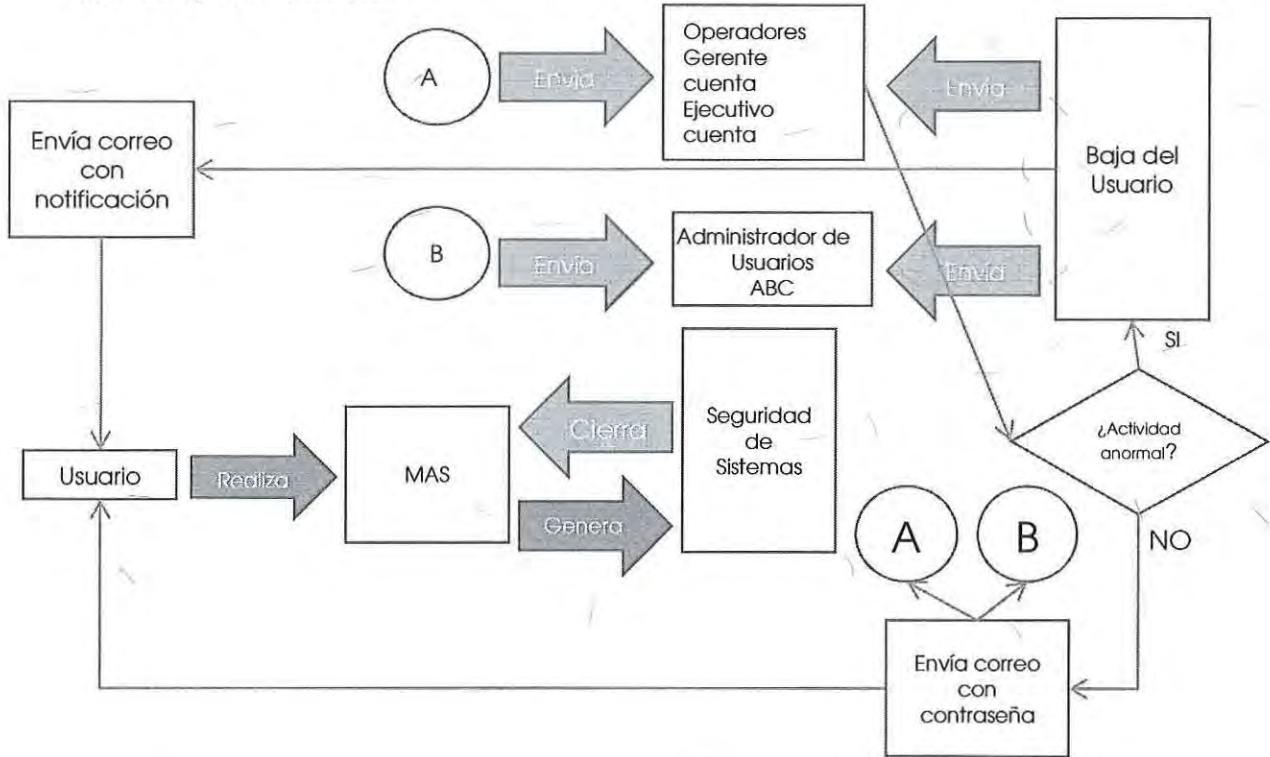 A
Envía
Operadores
Gerente
cuenta
Ejecutivo
cuenta
Envía
Baja del
Usuario
Envía correo
con
notificación
B
Envía
Administrador de
Usuarios
ABC
Envía
SI
¿Actividad
anormal?
NO
Usuario
Realiza
MAS
Cierra
Genera
Seguridad
de
Sistemas
A
B
Envía correo
con
contraseña